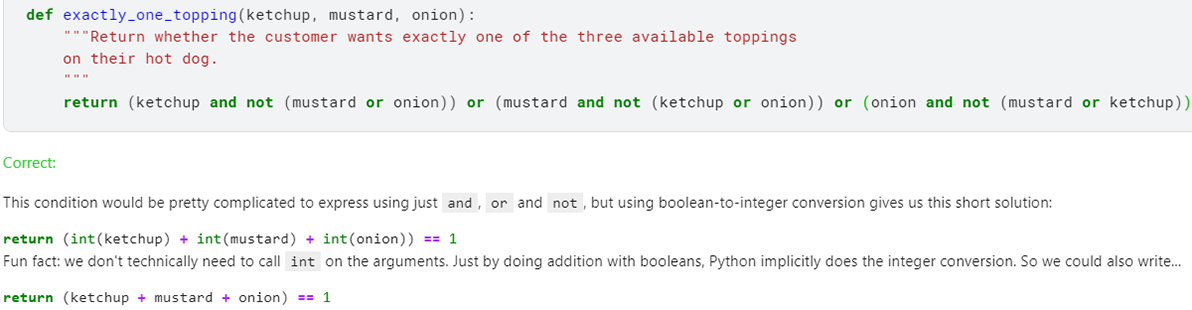 def exactly_one_topping(ketchup, mustard, onion):
"""Return whether the customer wants exactly one of the three available toppings
on their hot dog.
"""
return (ketchup and not (mustard or onion)) or (mustard and not (ketchup or onion)) or (onion and not (mustard or ketchup))
Correct:
This condition would be pretty complicated to express using just and, or and not, but using boolean-to-integer conversion gives us this short solution:
return (int(ketchup) + int(mustard) + int(onion)) == 1
Fun fact: we don't technically need to call int on the arguments. Just by doing addition with booleans, Python implicitly does the integer conversion. So we could also write...
return (ketchup + mustard + onion) == 1